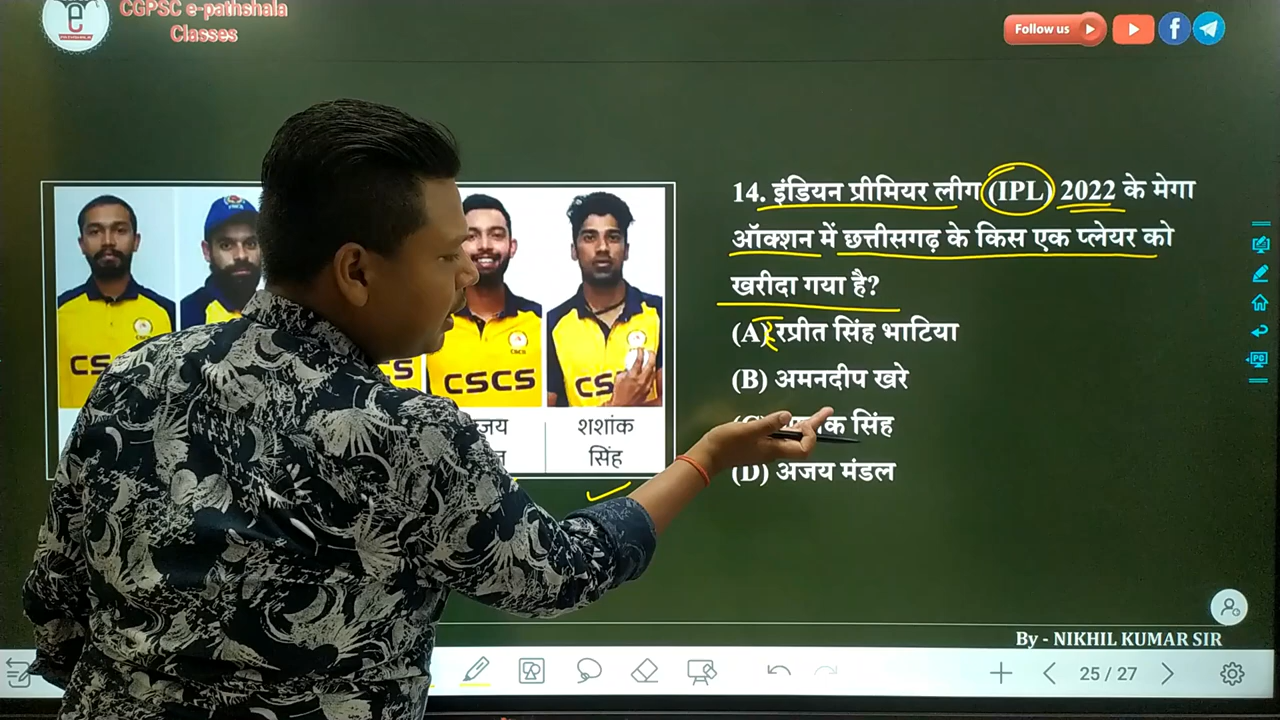 CGPSC e-pathshala
Classes
Follow us
14. इंडियन प्रीमियर लीग (IPL) 2022 के मेगा
ऑक्शन में छत्तीसगढ़ के किस एक प्लेयर को
खरीदा गया है?
(A) रप्रीत सिंह भाटिया
(B) अमनदीप खरे
सिंह
(D) अजय मंडल
CSCS
CSCS
शशांक
सिंह
By - NIKHIL KUMAR SIR
25 / 27